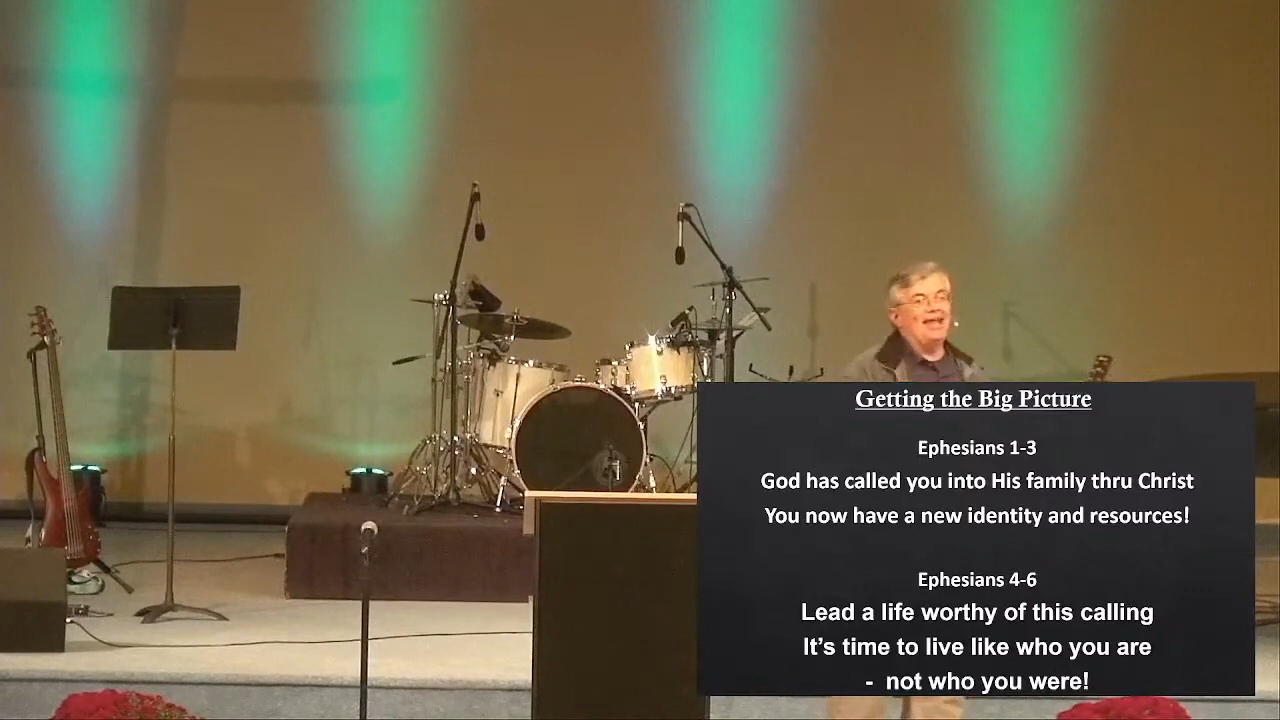 Getting the Big Picture
Ephesians 1-3
God has called you into His family thru Christ
You now have a new identity and resources!
Ephesians 4-6
Lead a life worthy of this calling
It’s time to live like who you are
- not who you were!